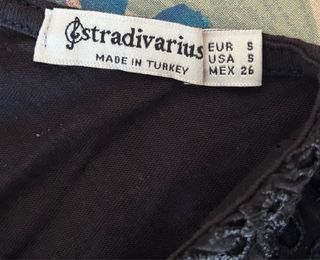 stradivarius
MADE IN TURKEY
EUR S
USA S
MEX 26